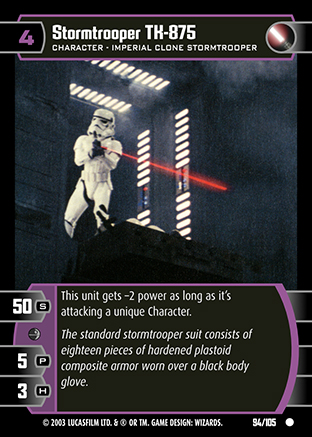 4
Stormtrooper TK-875
CHARACTER • IMPERIAL CLONE STORMTROOPER
50 S
This unit gets –2 power as long as it's
attacking a unique Character.
The standard stormtrooper suit consists of
eighteen pieces of hardened plastoid
composite armor worn over a black body
glove.
5 P
3 H
© 2003 LUCASFILM LTD. & ® OR TM. GAME DESIGN: WIZARDS.
94/105